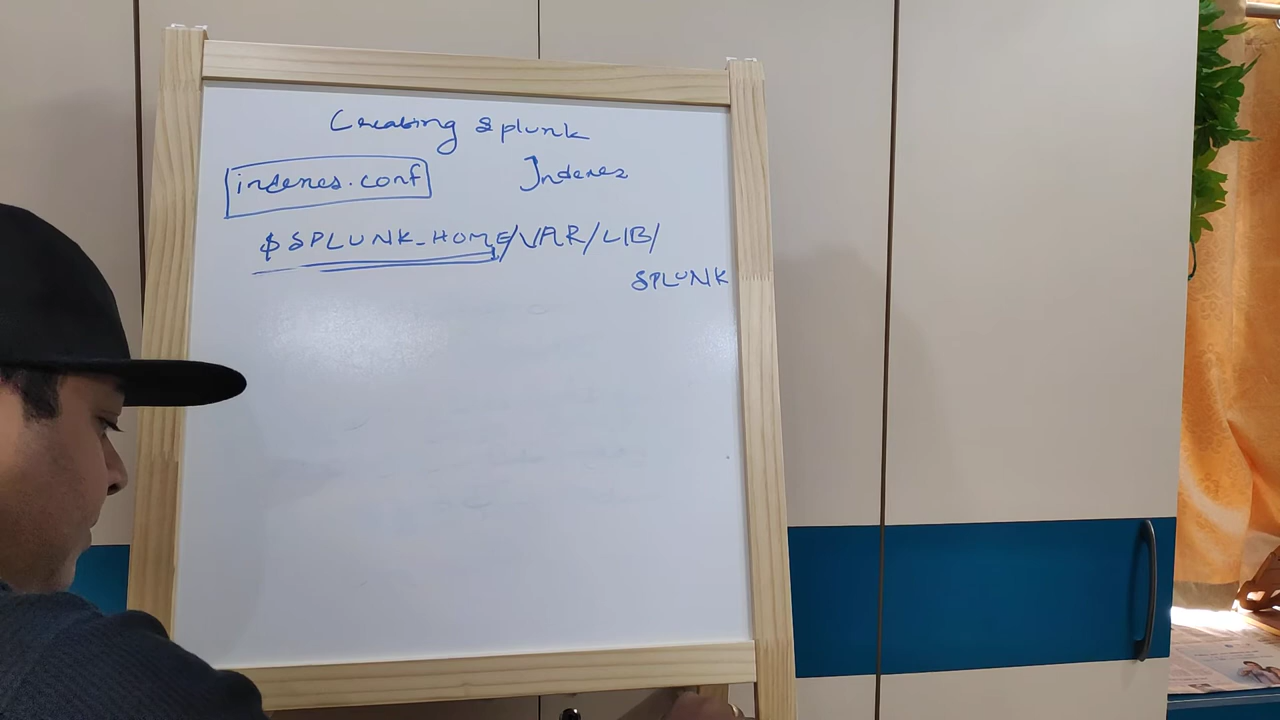 Creating Splunk
indexes.conf
Indexes
$SPLUNK_HOME/VAR/LIB/
SPLUNK